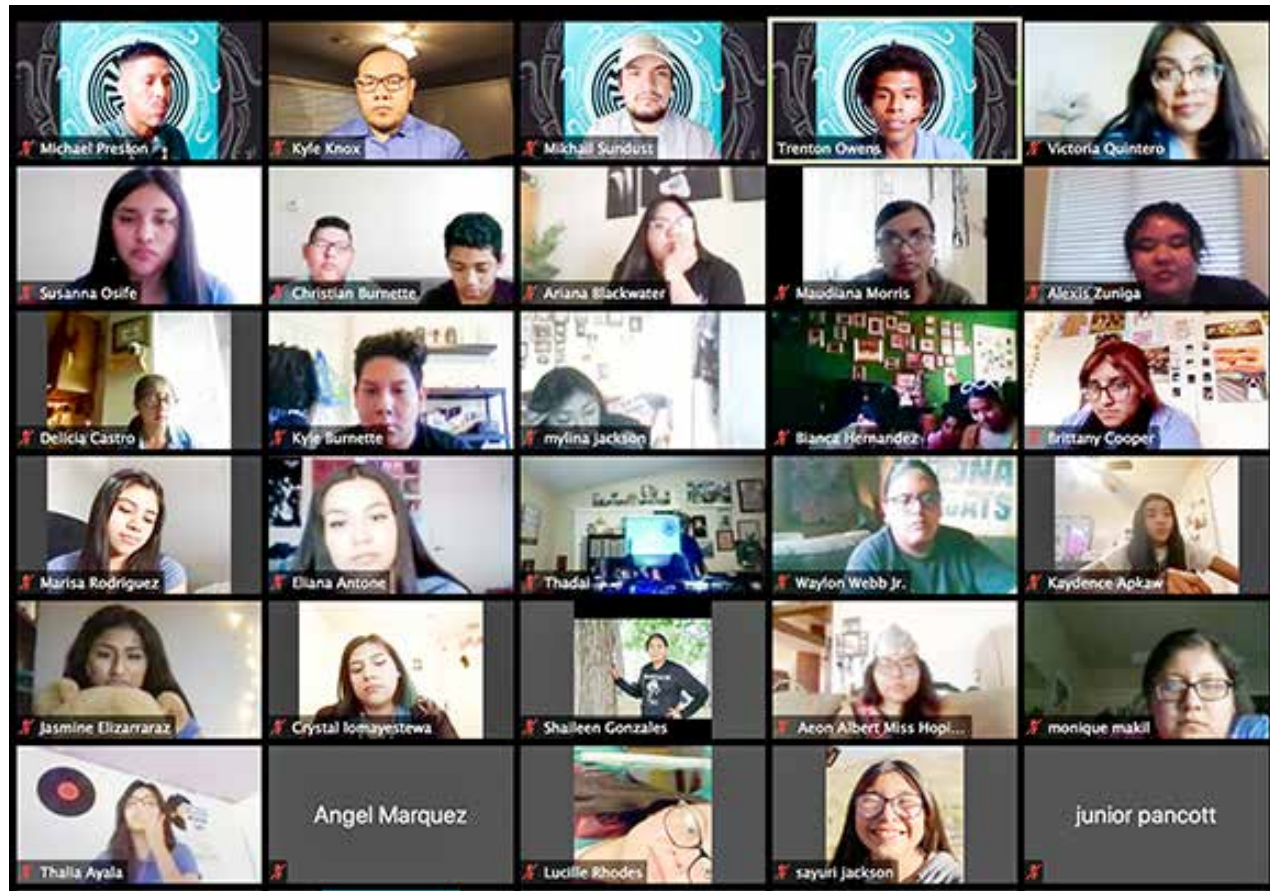 Michael Preston
Kyle Knox
Mikhail Sundust
Trenton Owens
Victoria Quintero
Susanna Osife
Christian Burnette
Ariana Blackwater
Maudiana Morris
Alexis Zuniga
Delicia Castro
Kyle Burnette
mylina jackson
Bianca Hernandez
Brittany Cooper
Marisa Rodriguez
Eliana Antone
Thadai
Waylon Webb Jr.
Kaydence Apkaw
Jasmine Elizarraraz
Crystal lomayestewa
Shaileen Gonzales
Aeon Albert Miss Hopi...
monique makil
Thalia Ayala
Angel Marquez
Lucille Rhodes
sayuri jackson
junior pancott